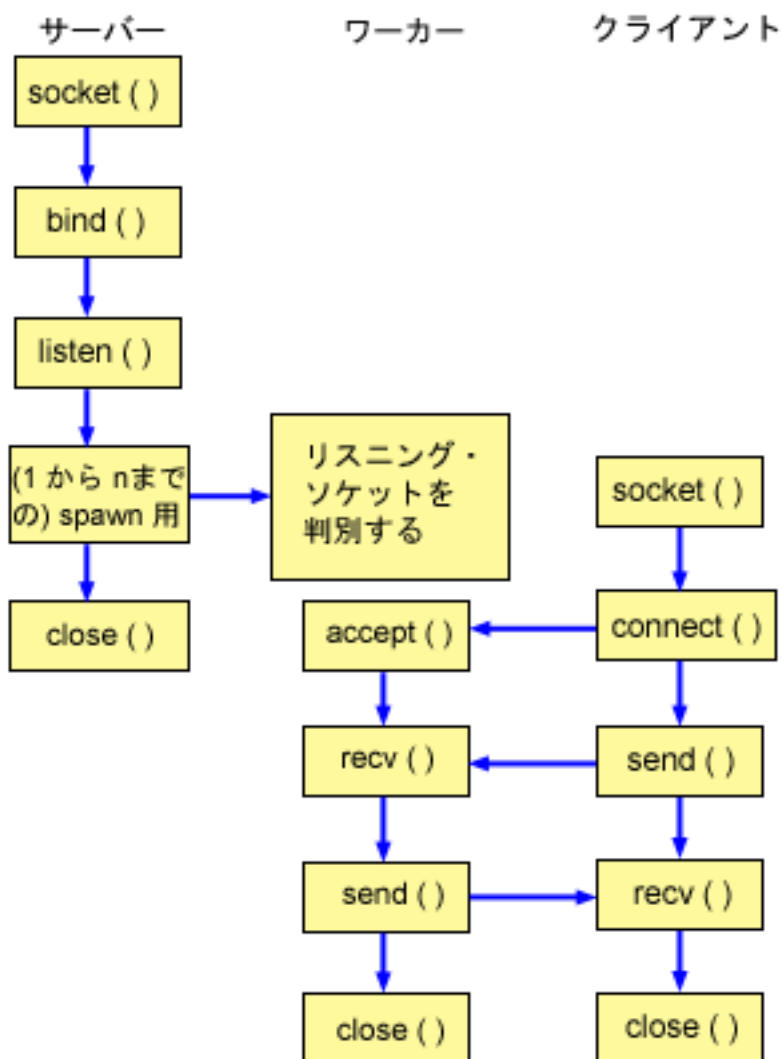 サーバー
ワーカー
クライアント
socket ( )
bind ( )
listen ( )
(1 から nまで
の) spawn 用
close ( )
リスニング・
ソケットを
判別する
accept ( )
recv ( )
send ( )
close ( )
socket ( )
connect ( )
send ( )
recv ( )
close ( )